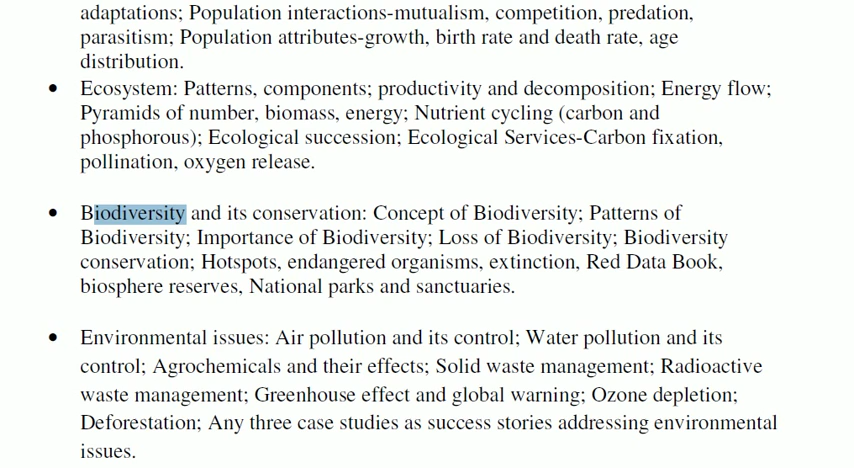 adaptations; Population interactions-mutualism, competition, predation,
parasitism; Population attributes-growth, birth rate and death rate, age
distribution.
• Ecosystem: Patterns, components; productivity and decomposition; Energy flow;
Pyramids of number, biomass, energy; Nutrient cycling (carbon and
phosphorous); Ecological succession; Ecological Services-Carbon fixation,
pollination, oxygen release.
• Biodiversity and its conservation: Concept of Biodiversity; Patterns of
Biodiversity; Importance of Biodiversity; Loss of Biodiversity; Biodiversity
conservation; Hotspots, endangered organisms, extinction, Red Data Book,
biosphere reserves, National parks and sanctuaries.
• Environmental issues: Air pollution and its control; Water pollution and its
control; Agrochemicals and their effects; Solid waste management; Radioactive
waste management; Greenhouse effect and global warning; Ozone depletion;
Deforestation; Any three case studies as success stories addressing environmental
issues.